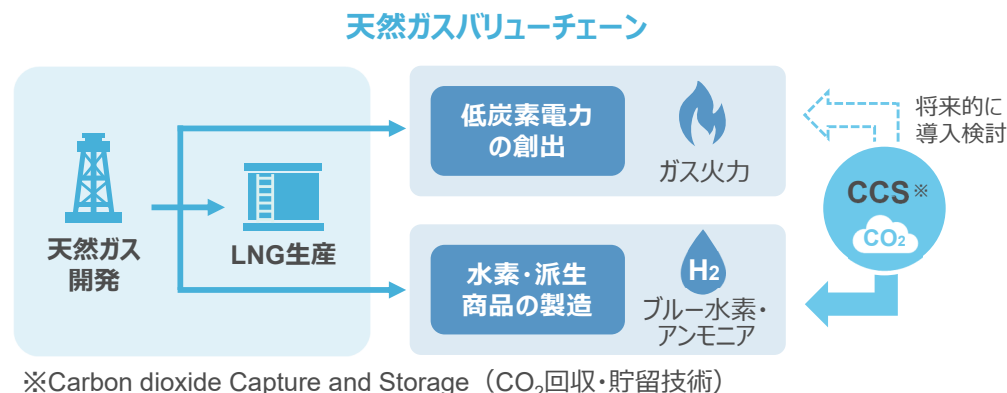 天然ガスバリューチェーン
天然ガス
開発
LNG生産
低炭素電力
の創出
ガス火力
水素・派生
商品の製造
H2
ブルー水素・
アンモニア
将来的に
導入検討
CCS※
CO2
※Carbon dioxide Capture and Storage（CO₂回収・貯留技術）